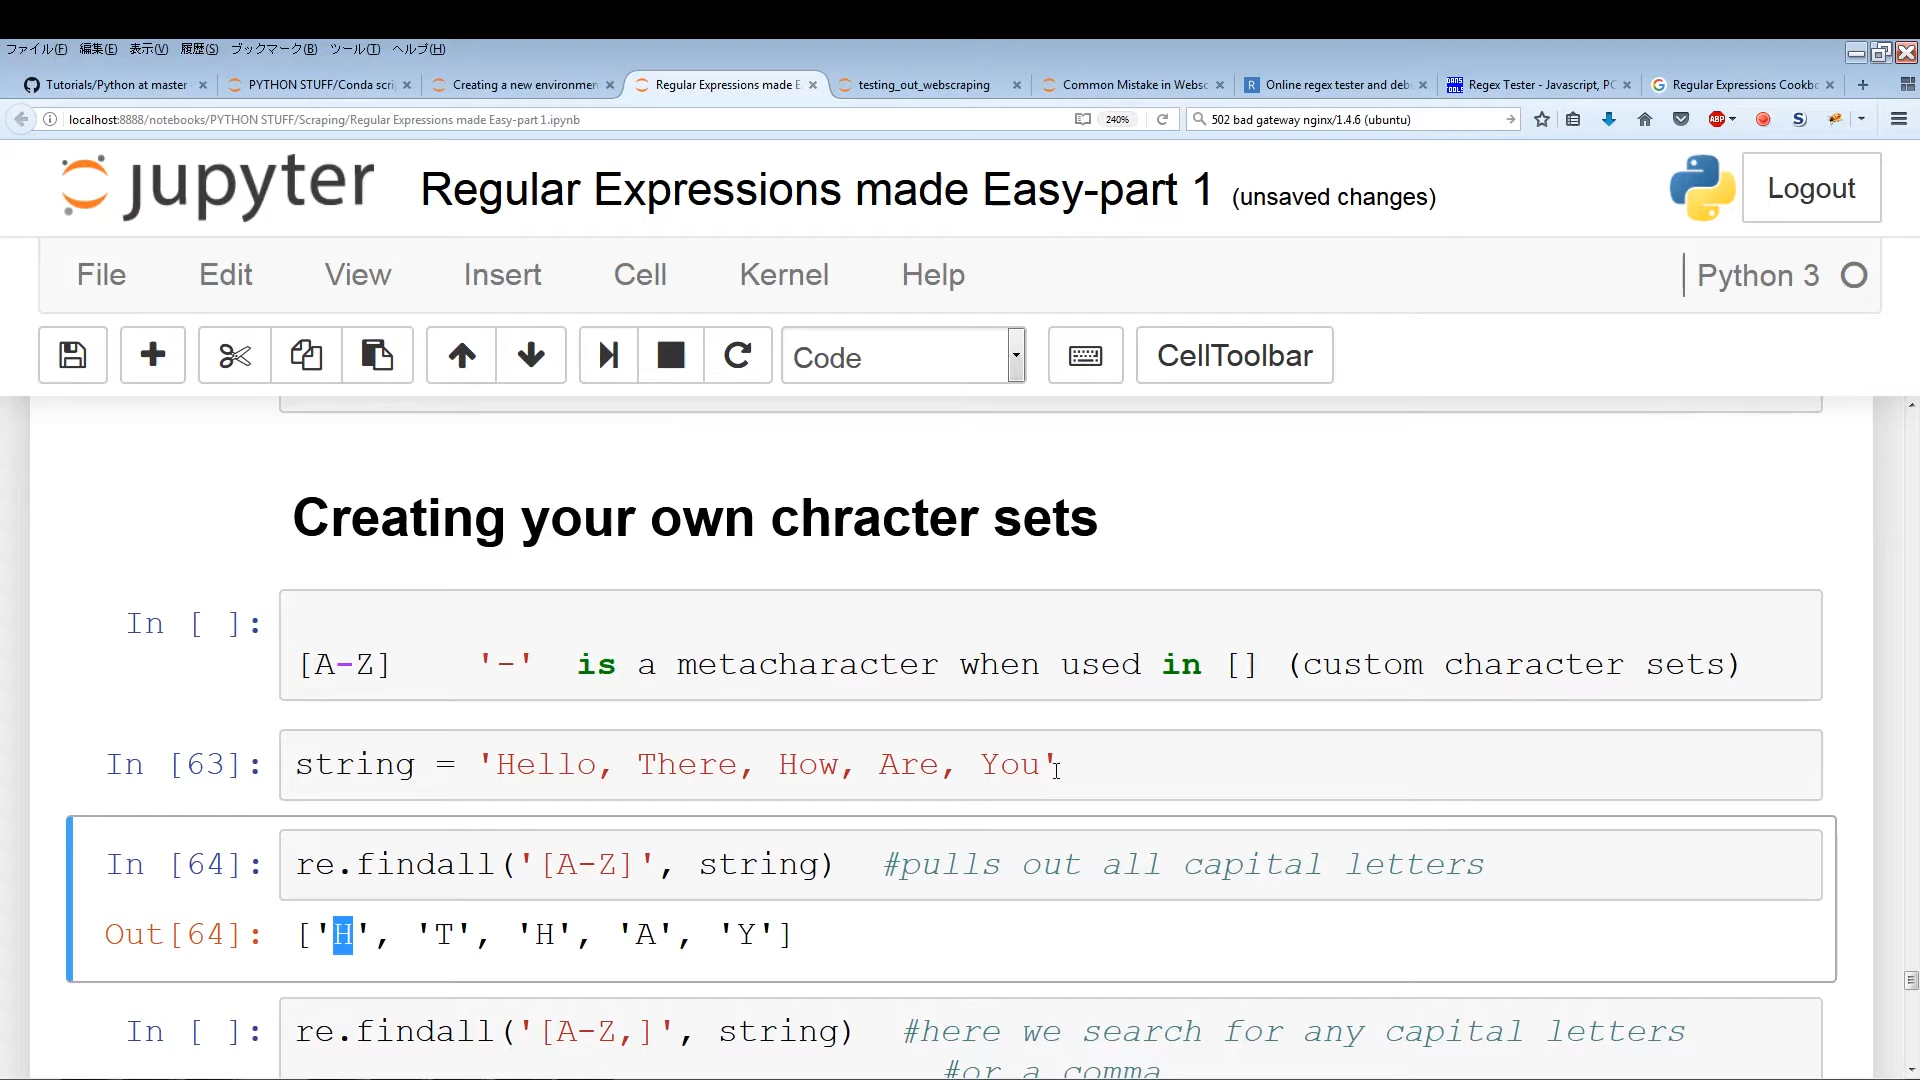 ファイル(F) 編集(E) 表示(V) 履歴(S) ブックマーク(B) ツール(T) ヘルプ(H)
Tutorials/Python at master PYTHON STUFF/Conda scri Creating a new environmen Regular Expressions made E testing_out_webscraping Common Mistake in Websc Online regex tester and deb Regex Tester - Javascript, PC Regular Expressions Cookb
localhost:8888/notebooks/PYTHON STUFF/Scraping/Regular Expressions made Easy-part 1.ipynb 240% 502 bad gateway nginx/1.4.6 (ubuntu) ABP
jupyter Regular Expressions made Easy-part 1 (unsaved changes) Logout
File Edit View Insert Cell Kernel Help Python 3
Code CellToolbar
Creating your own chracter sets
In [ ]:
[A-Z] '-' is a metacharacter when used in [] (custom character sets)
In [63]: string = 'Hello, There, How, Are, You'
In [64]: re.findall('[A-Z]', string) #pulls out all capital letters
Out[64]: ['H', 'T', 'H', 'A', 'Y']
In [ ]: re.findall('[A-Z,]', string) #here we search for any capital letters
#or a comma